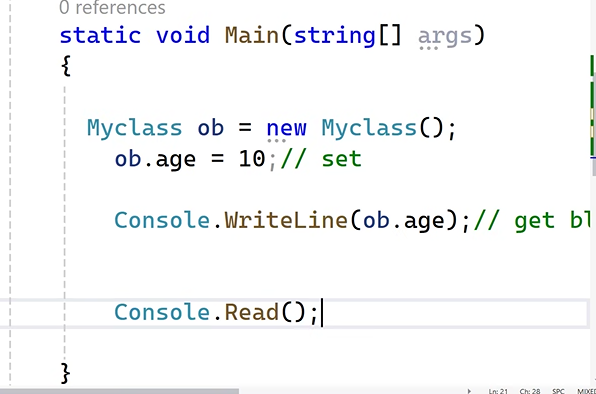 0 references
static void Main(string[] args)
{
Myclass ob = new Myclass();
ob.age = 10;// set
Console.WriteLine(ob.age);// get bl
Console.Read();
}
Ln: 21 Ch: 28 SPC MIXED